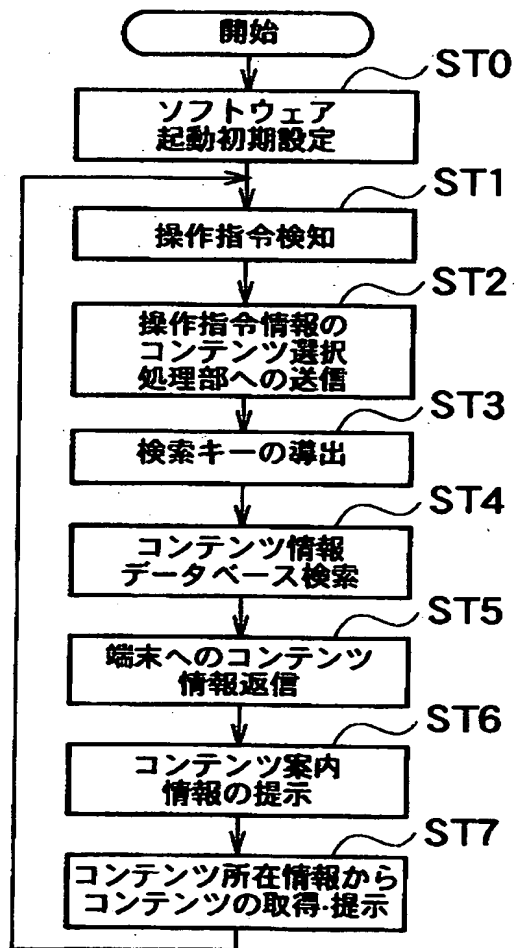 開始
ST0
ソフトウェア
起動初期設定
ST1
操作指令検知
ST2
操作指令情報の
コンテンツ選択
処理部への送信
ST3
検索キーの導出
ST4
コンテンツ情報
データベース検索
ST5
端末へのコンテンツ
情報返信
ST6
コンテンツ案内
情報の提示
ST7
コンテンツ所在情報から
コンテンツの取得・提示